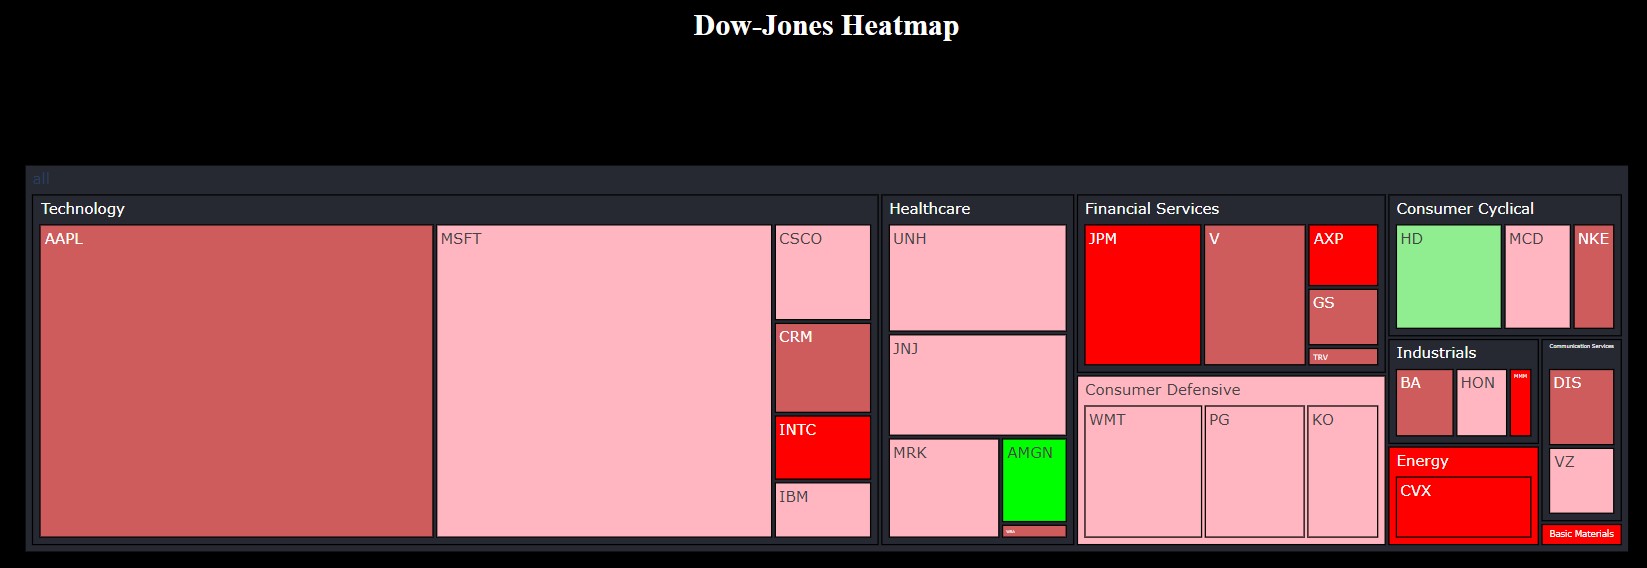 Dow-Jones Heatmap
all
Technology
AAPL
MSFT
CSCO
CRM
INTC
IBM
Healthcare
UNH
JNJ
MRK
AMGN
WBA
Financial Services
JPM
V
AXP
GS
TRV
Consumer Defensive
WMT
PG
KO
Consumer Cyclical
HD
MCD
NKE
Industrials
BA
HON
MMM
Energy
CVX
Communication Services
DIS
VZ
Basic Materials